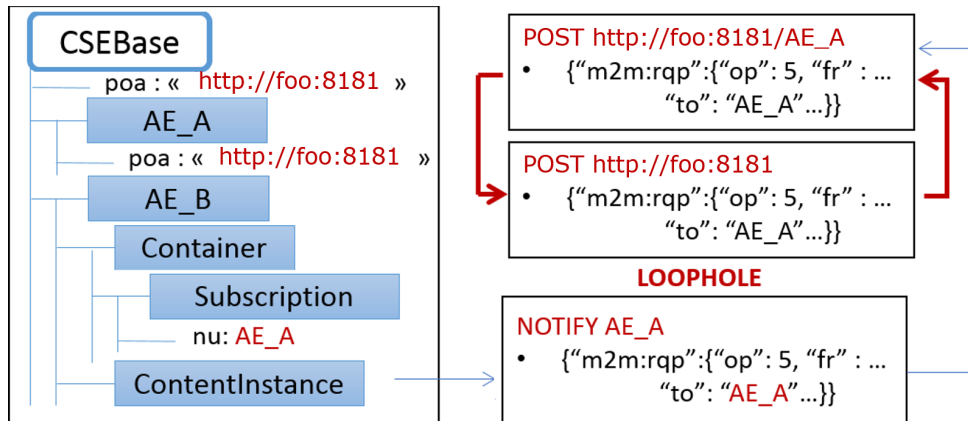 CSEBase
poa : « http://foo:8181 »
AE_A
poa : « http://foo:8181 »
AE_B
Container
Subscription
nu: AE_A
ContentInstance
POST http://foo:8181/AE_A
• {“m2m:rqp”:{“op”: 5, “fr” : ...
“to”: “AE_A”...}}
POST http://foo:8181
• {“m2m:rqp”:{“op”: 5, “fr” : ...
“to”: “AE_A”...}}
LOOPHOLE
NOTIFY AE_A
• {“m2m:rqp”:{“op”: 5, “fr” : ...
“to”: “AE_A”...}}